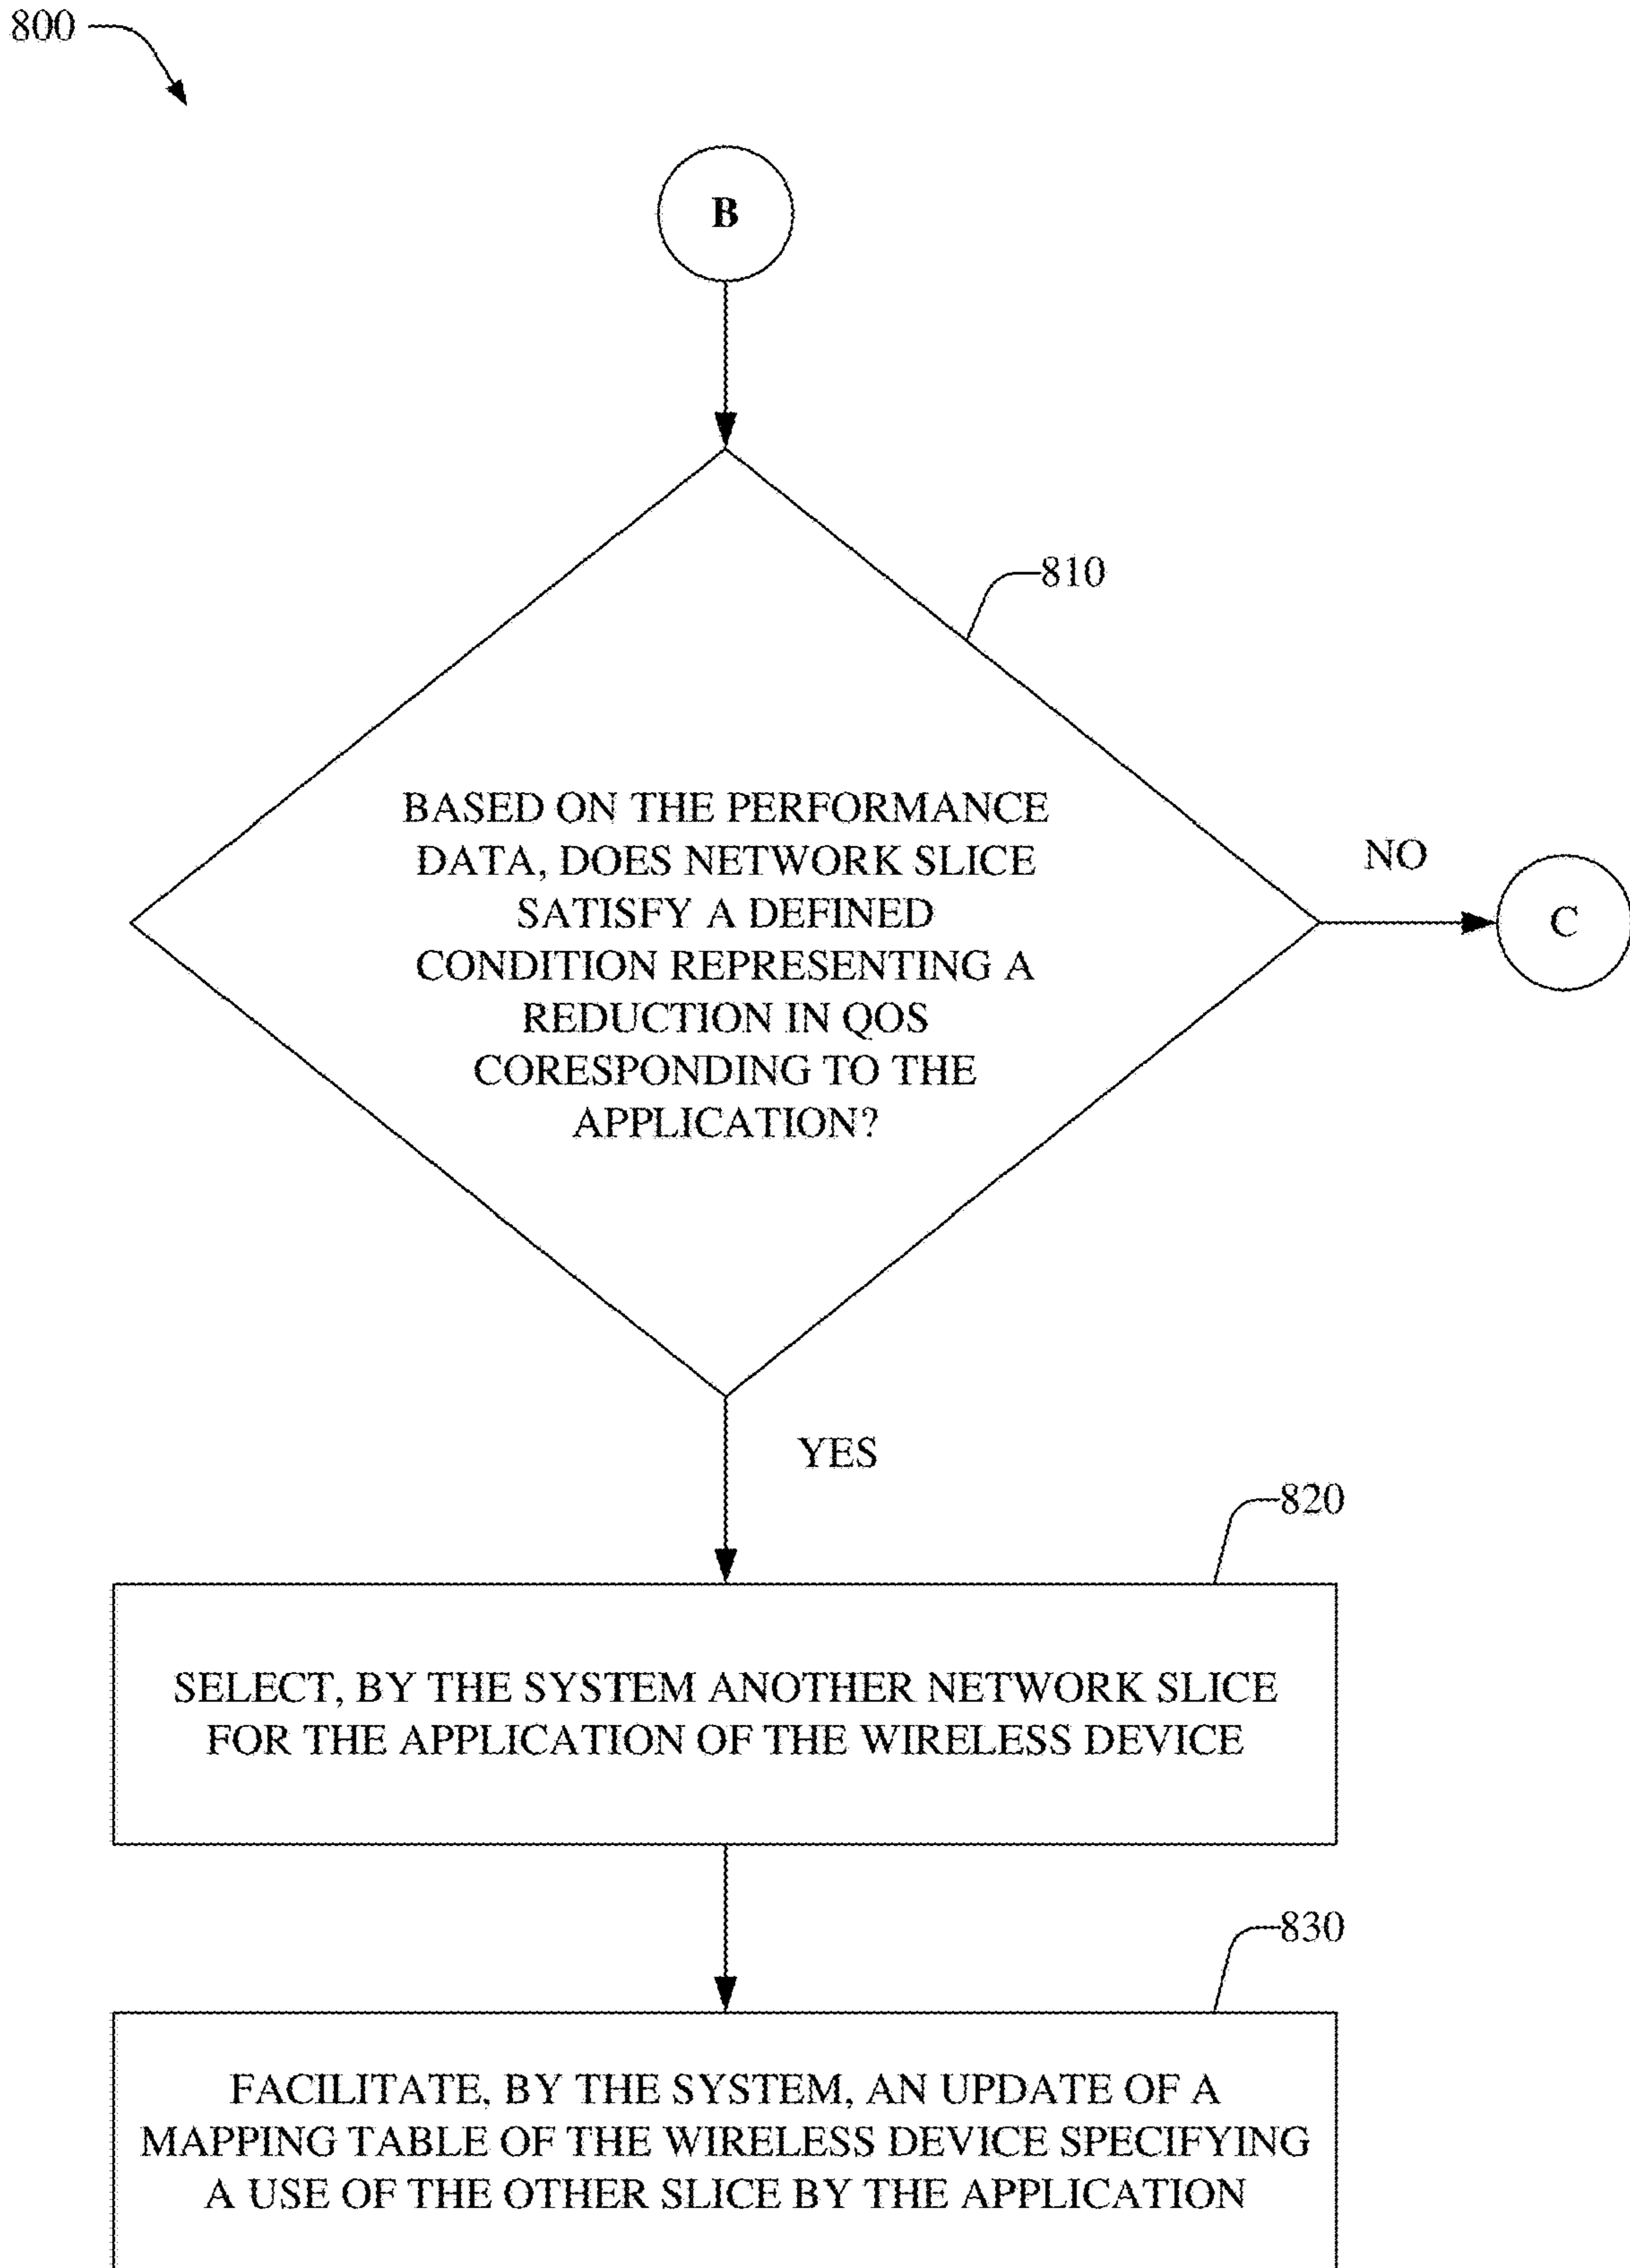 800
B
810
BASED ON THE PERFORMANCE
DATA, DOES NETWORK SLICE
SATISFY A DEFINED
CONDITION REPRESENTING A
REDUCTION IN QOS
CORESPONDING TO THE
APPLICATION?
NO
C
YES
820
SELECT, BY THE SYSTEM ANOTHER NETWORK SLICE
FOR THE APPLICATION OF THE WIRELESS DEVICE
830
FACILITATE, BY THE SYSTEM, AN UPDATE OF A
MAPPING TABLE OF THE WIRELESS DEVICE SPECIFYING
A USE OF THE OTHER SLICE BY THE APPLICATION